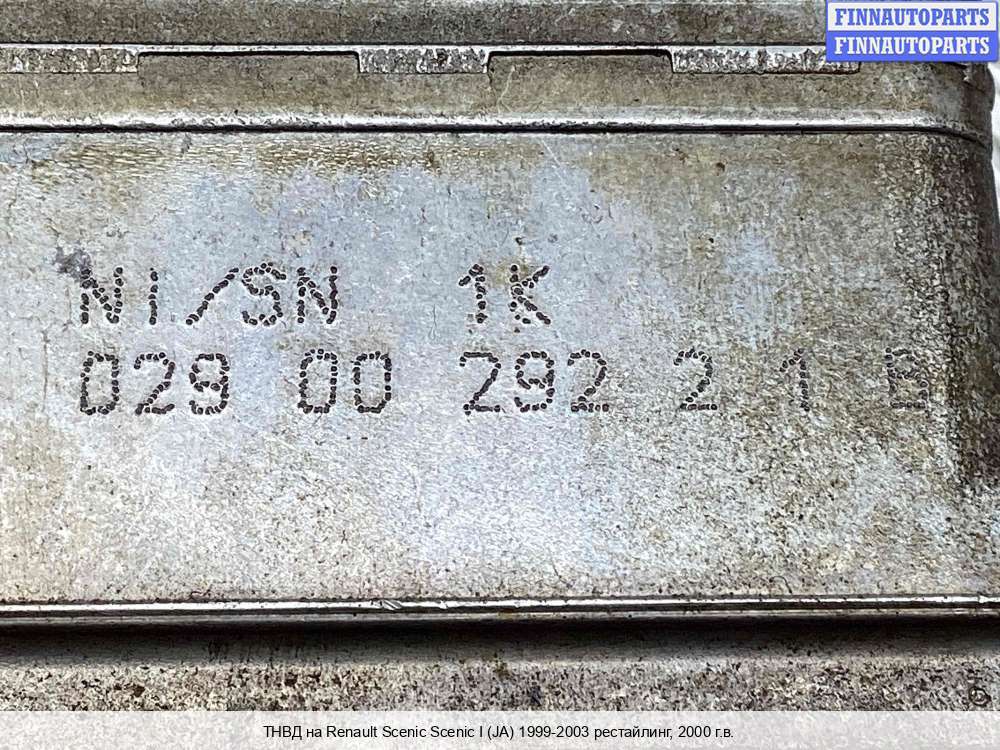 FINNAUTOPARTS
FINNAUTOPARTS
NI/SN 1K
029 00 292 2 1 B
ТНВД на Renault Scenic Scenic I (JA) 1999-2003 рестайлинг, 2000 г.в.